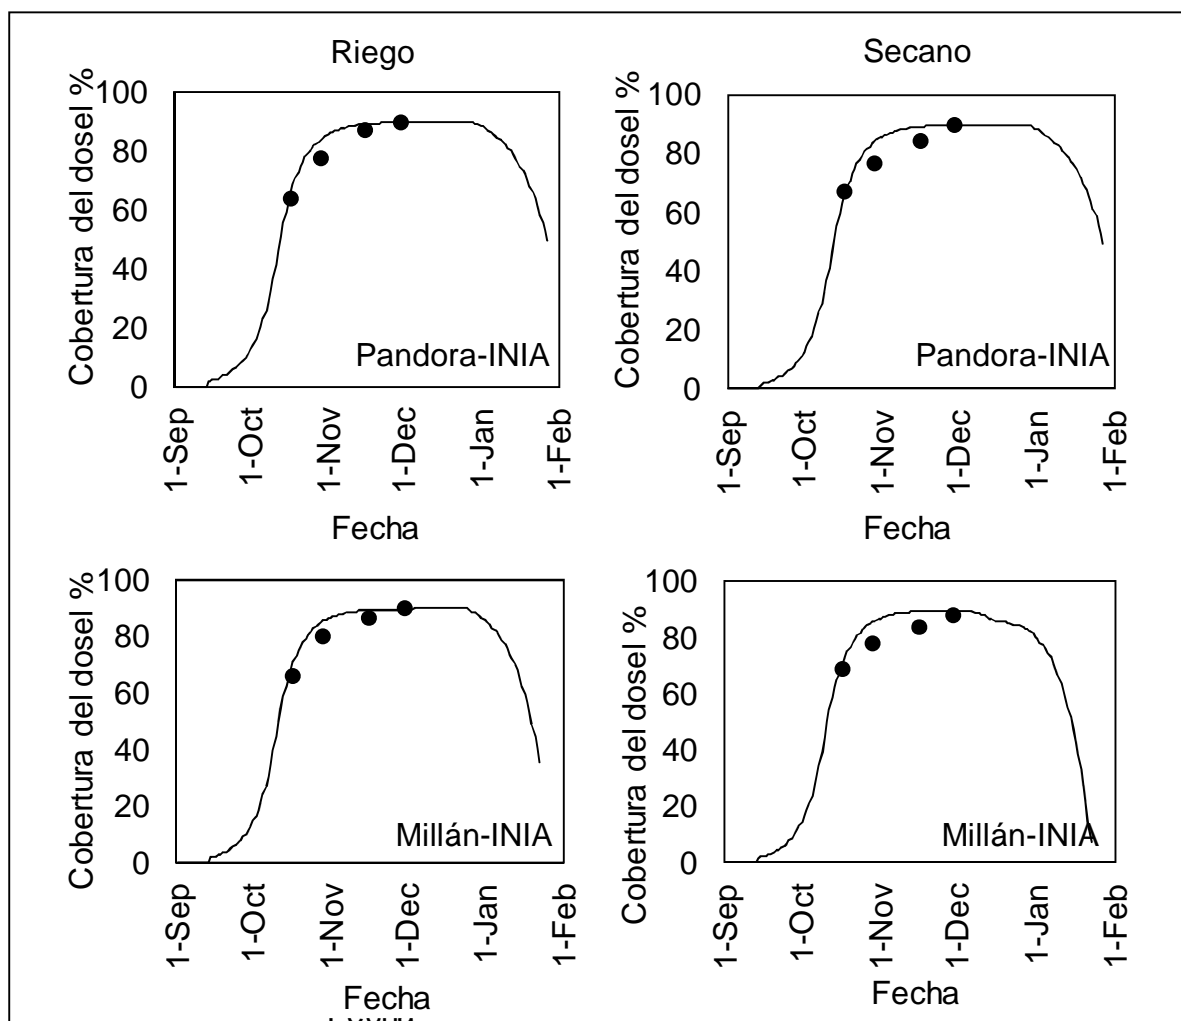 Riego
Cobertura del dosel %
100
80
60
40
20
0
Pandora-INIA
1-Sep
1-Oct
1-Nov
1-Dec
1-Jan
1-Feb
Fecha
Secano
Cobertura del dosel %
100
80
60
40
20
0
Pandora-INIA
1-Sep
1-Oct
1-Nov
1-Dec
1-Jan
1-Feb
Fecha
Cobertura del dosel %
100
80
60
40
20
0
Millán-INIA
1-Sep
1-Oct
1-Nov
1-Dec
1-Jan
1-Feb
Fecha
Cobertura del dosel %
100
80
60
40
20
0
Millán-INIA
1-Sep
1-Oct
1-Nov
1-Dec
1-Jan
1-Feb
Fecha